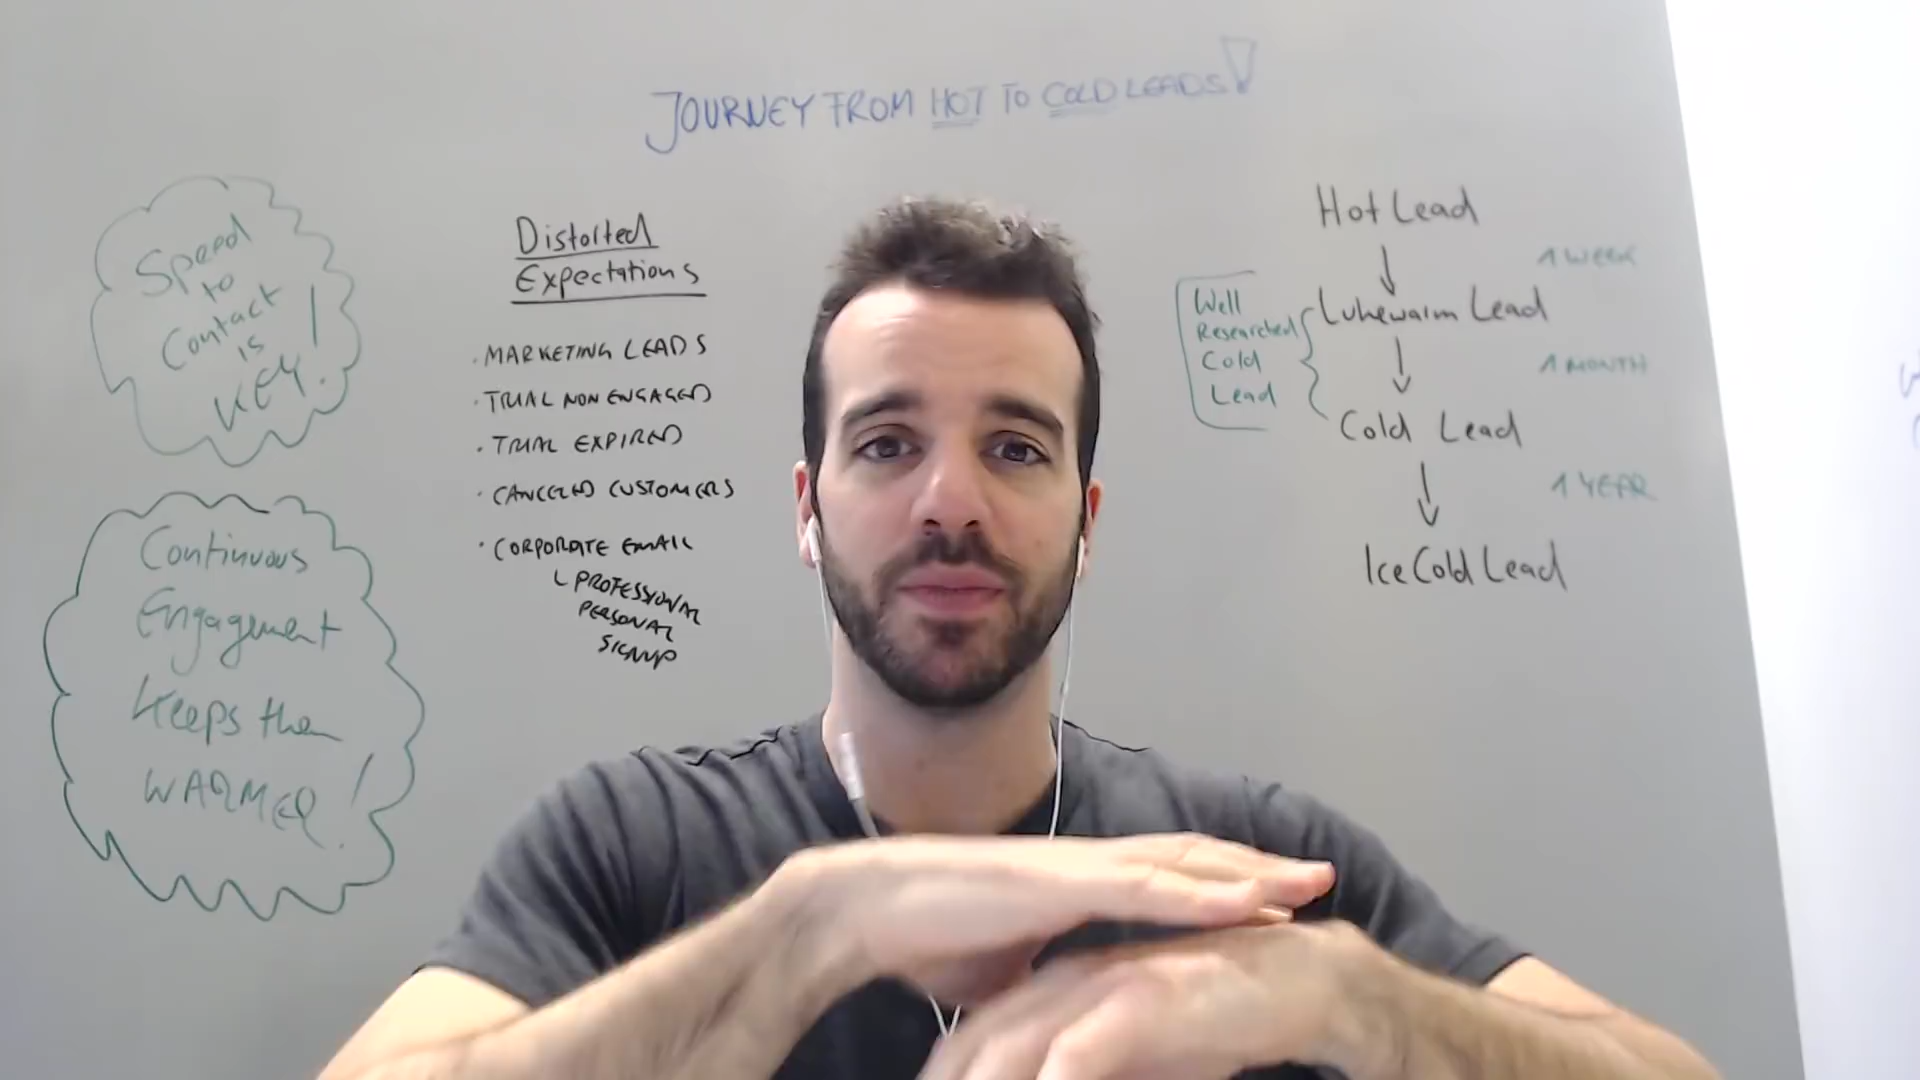 JOURNEY FROM HOT TO COLD LEADS!
Speed
to
Contact
is
KEY!
Continuous
Engagement
keeps them
WARMER!
Distorted
Expectations
· MARKETING LEADS
· TRIAL NON ENGAGED
· TRIAL EXPIRED
· CANCELED CUSTOMERS
· CORPORATE EMAIL
PROFESSIONAL
PERSONAL
SIGNUP
Hot Lead
1 WEEK
Lukewarm Lead
Well
Researched
Cold
Lead
1 MONTH
Cold Lead
1 YEAR
Ice Cold Lead